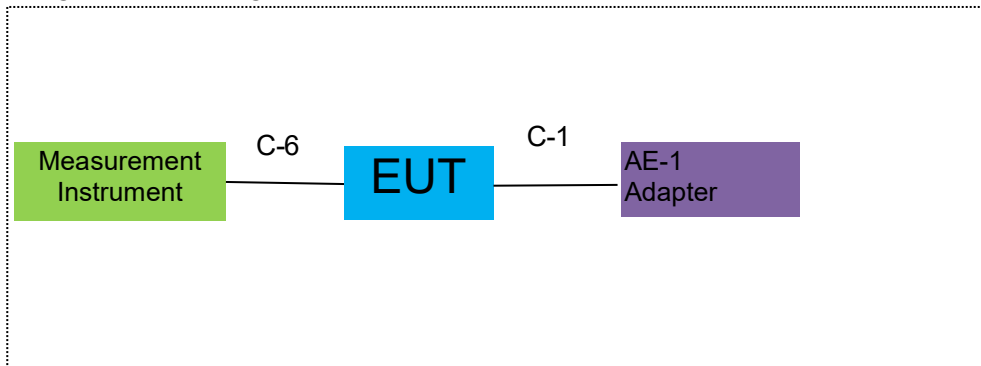 C-6
C-1
Measurement
Instrument
EUT
AE-1
Adapter